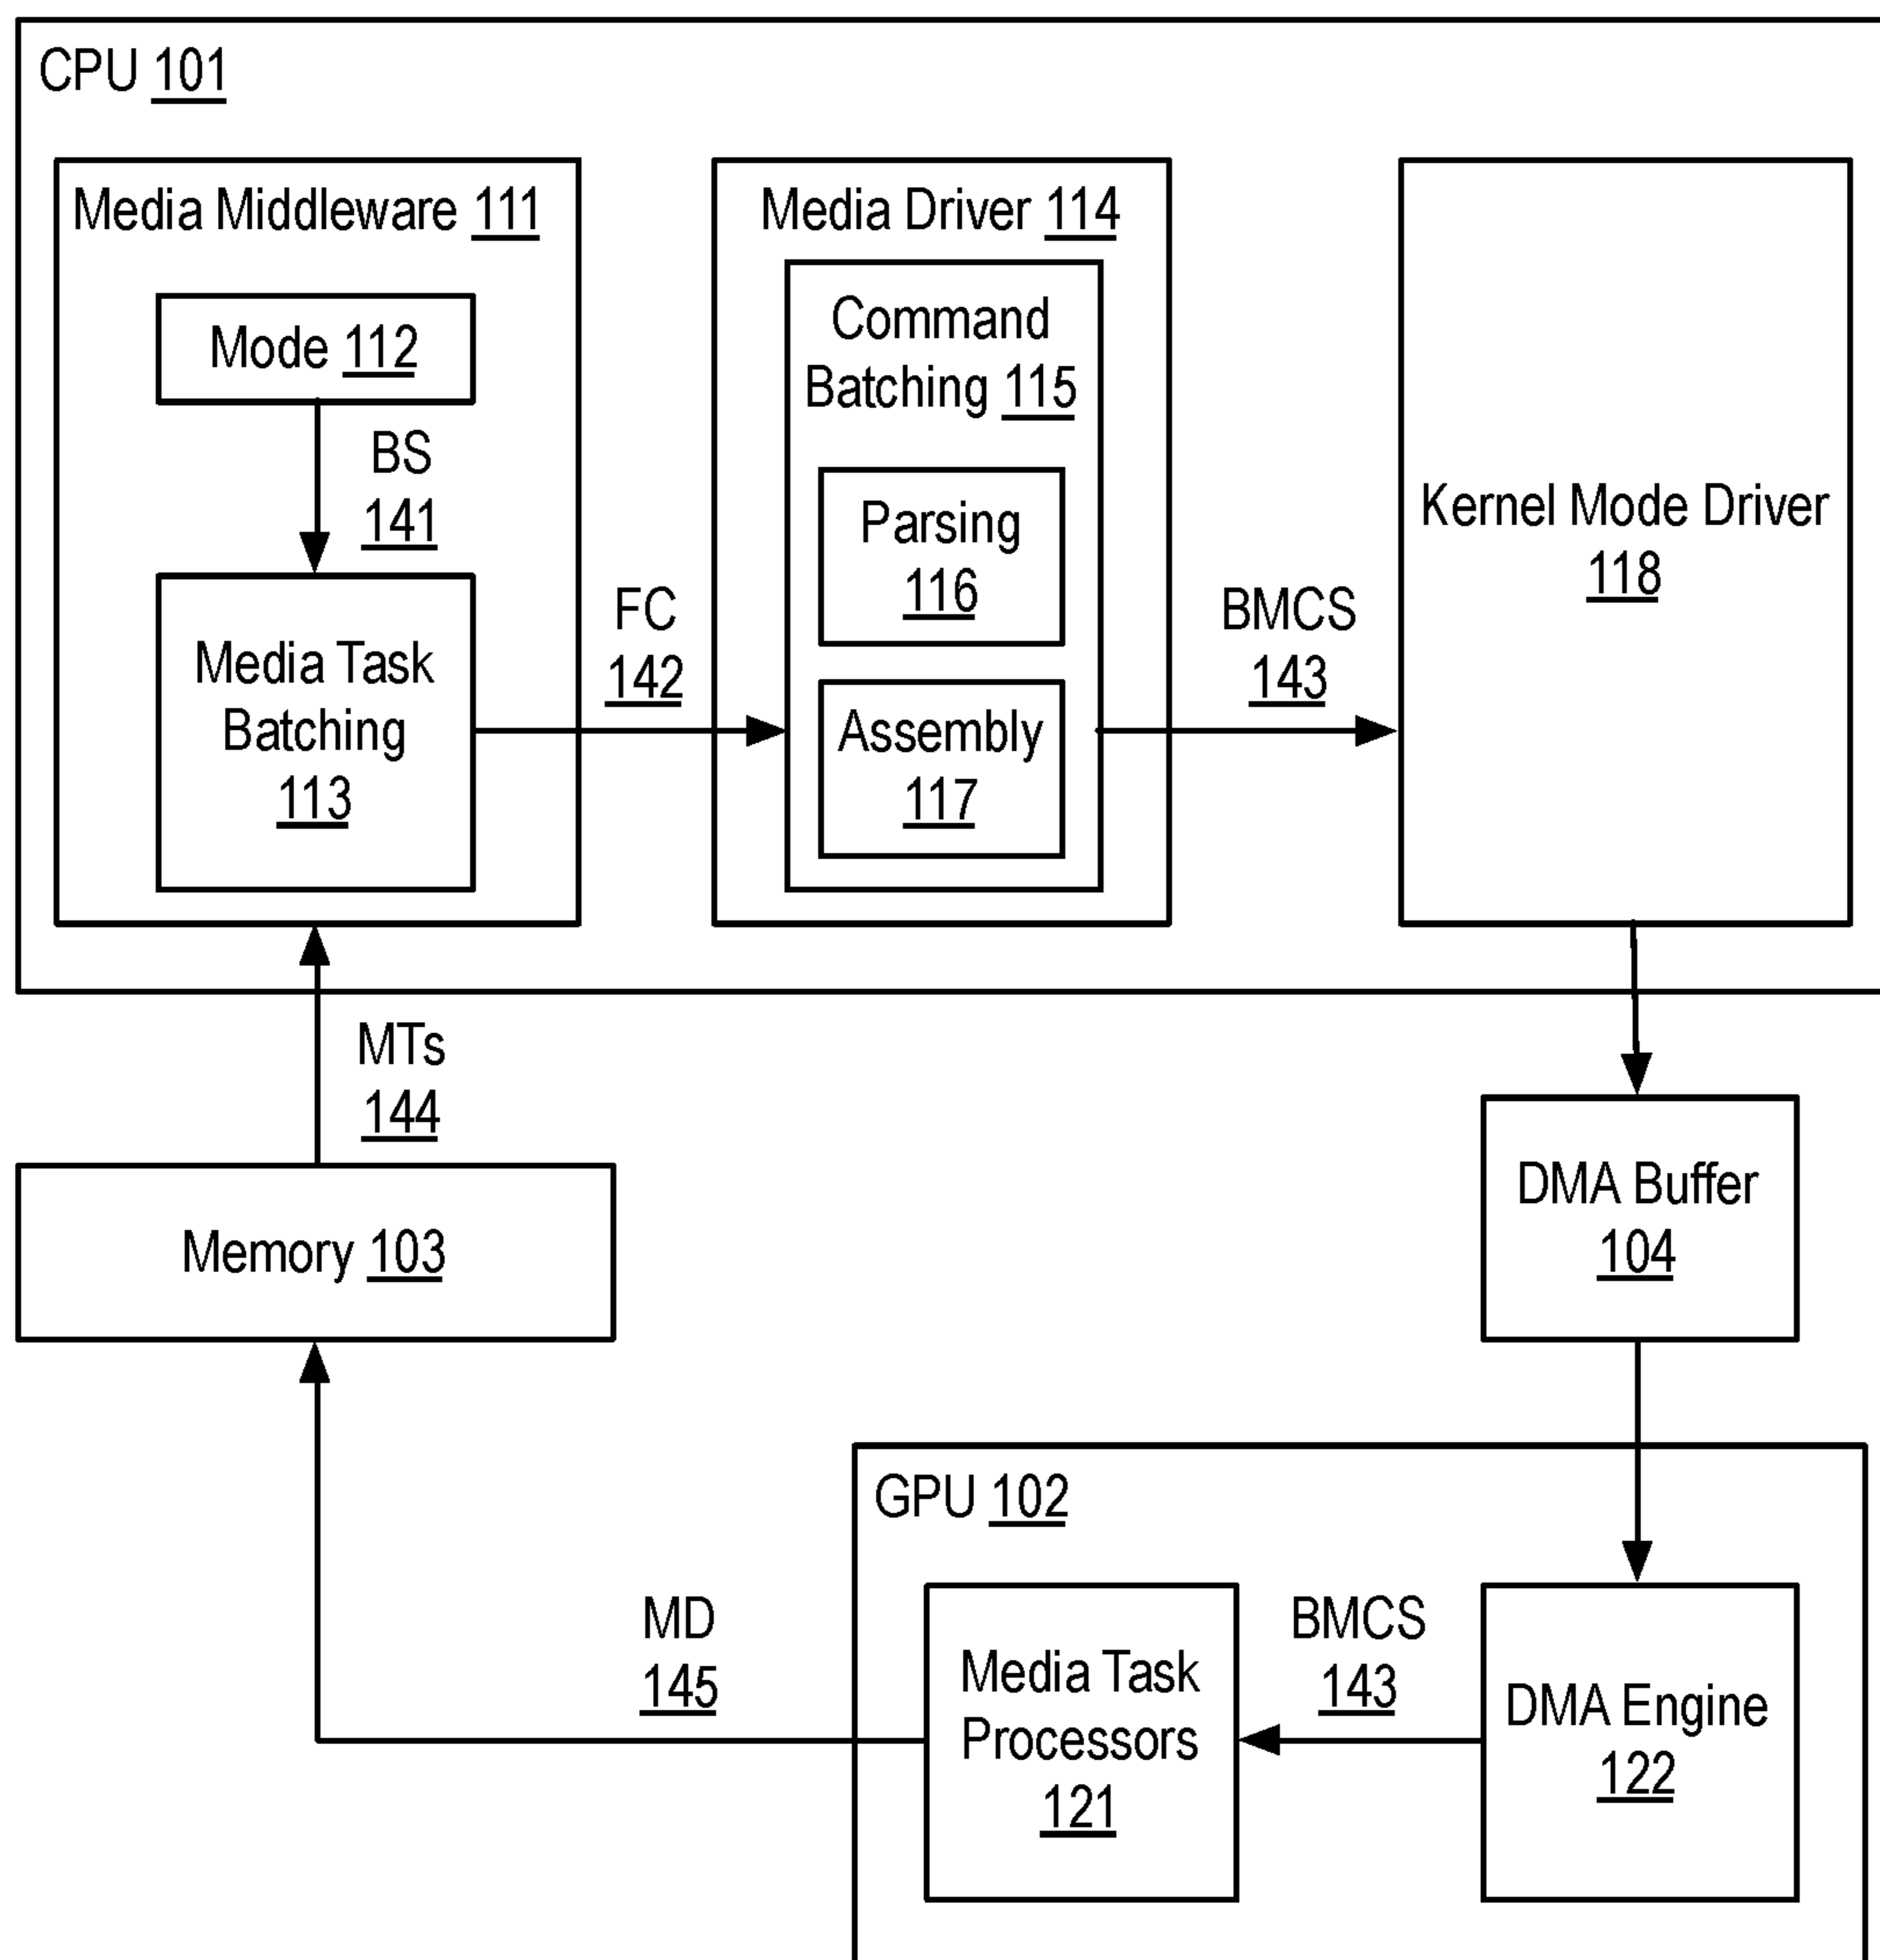 CPU 101
Media Middleware 111
Mode 112
BS
141
Media Task
Batching
113
FC
142
Media Driver 114
Command
Batching 115
Parsing
116
Assembly
117
BMCS
143
Kernel Mode Driver
118
MTs
144
Memory 103
DMA Buffer
104
GPU 102
MD
145
Media Task
Processors
121
BMCS
143
DMA Engine
122